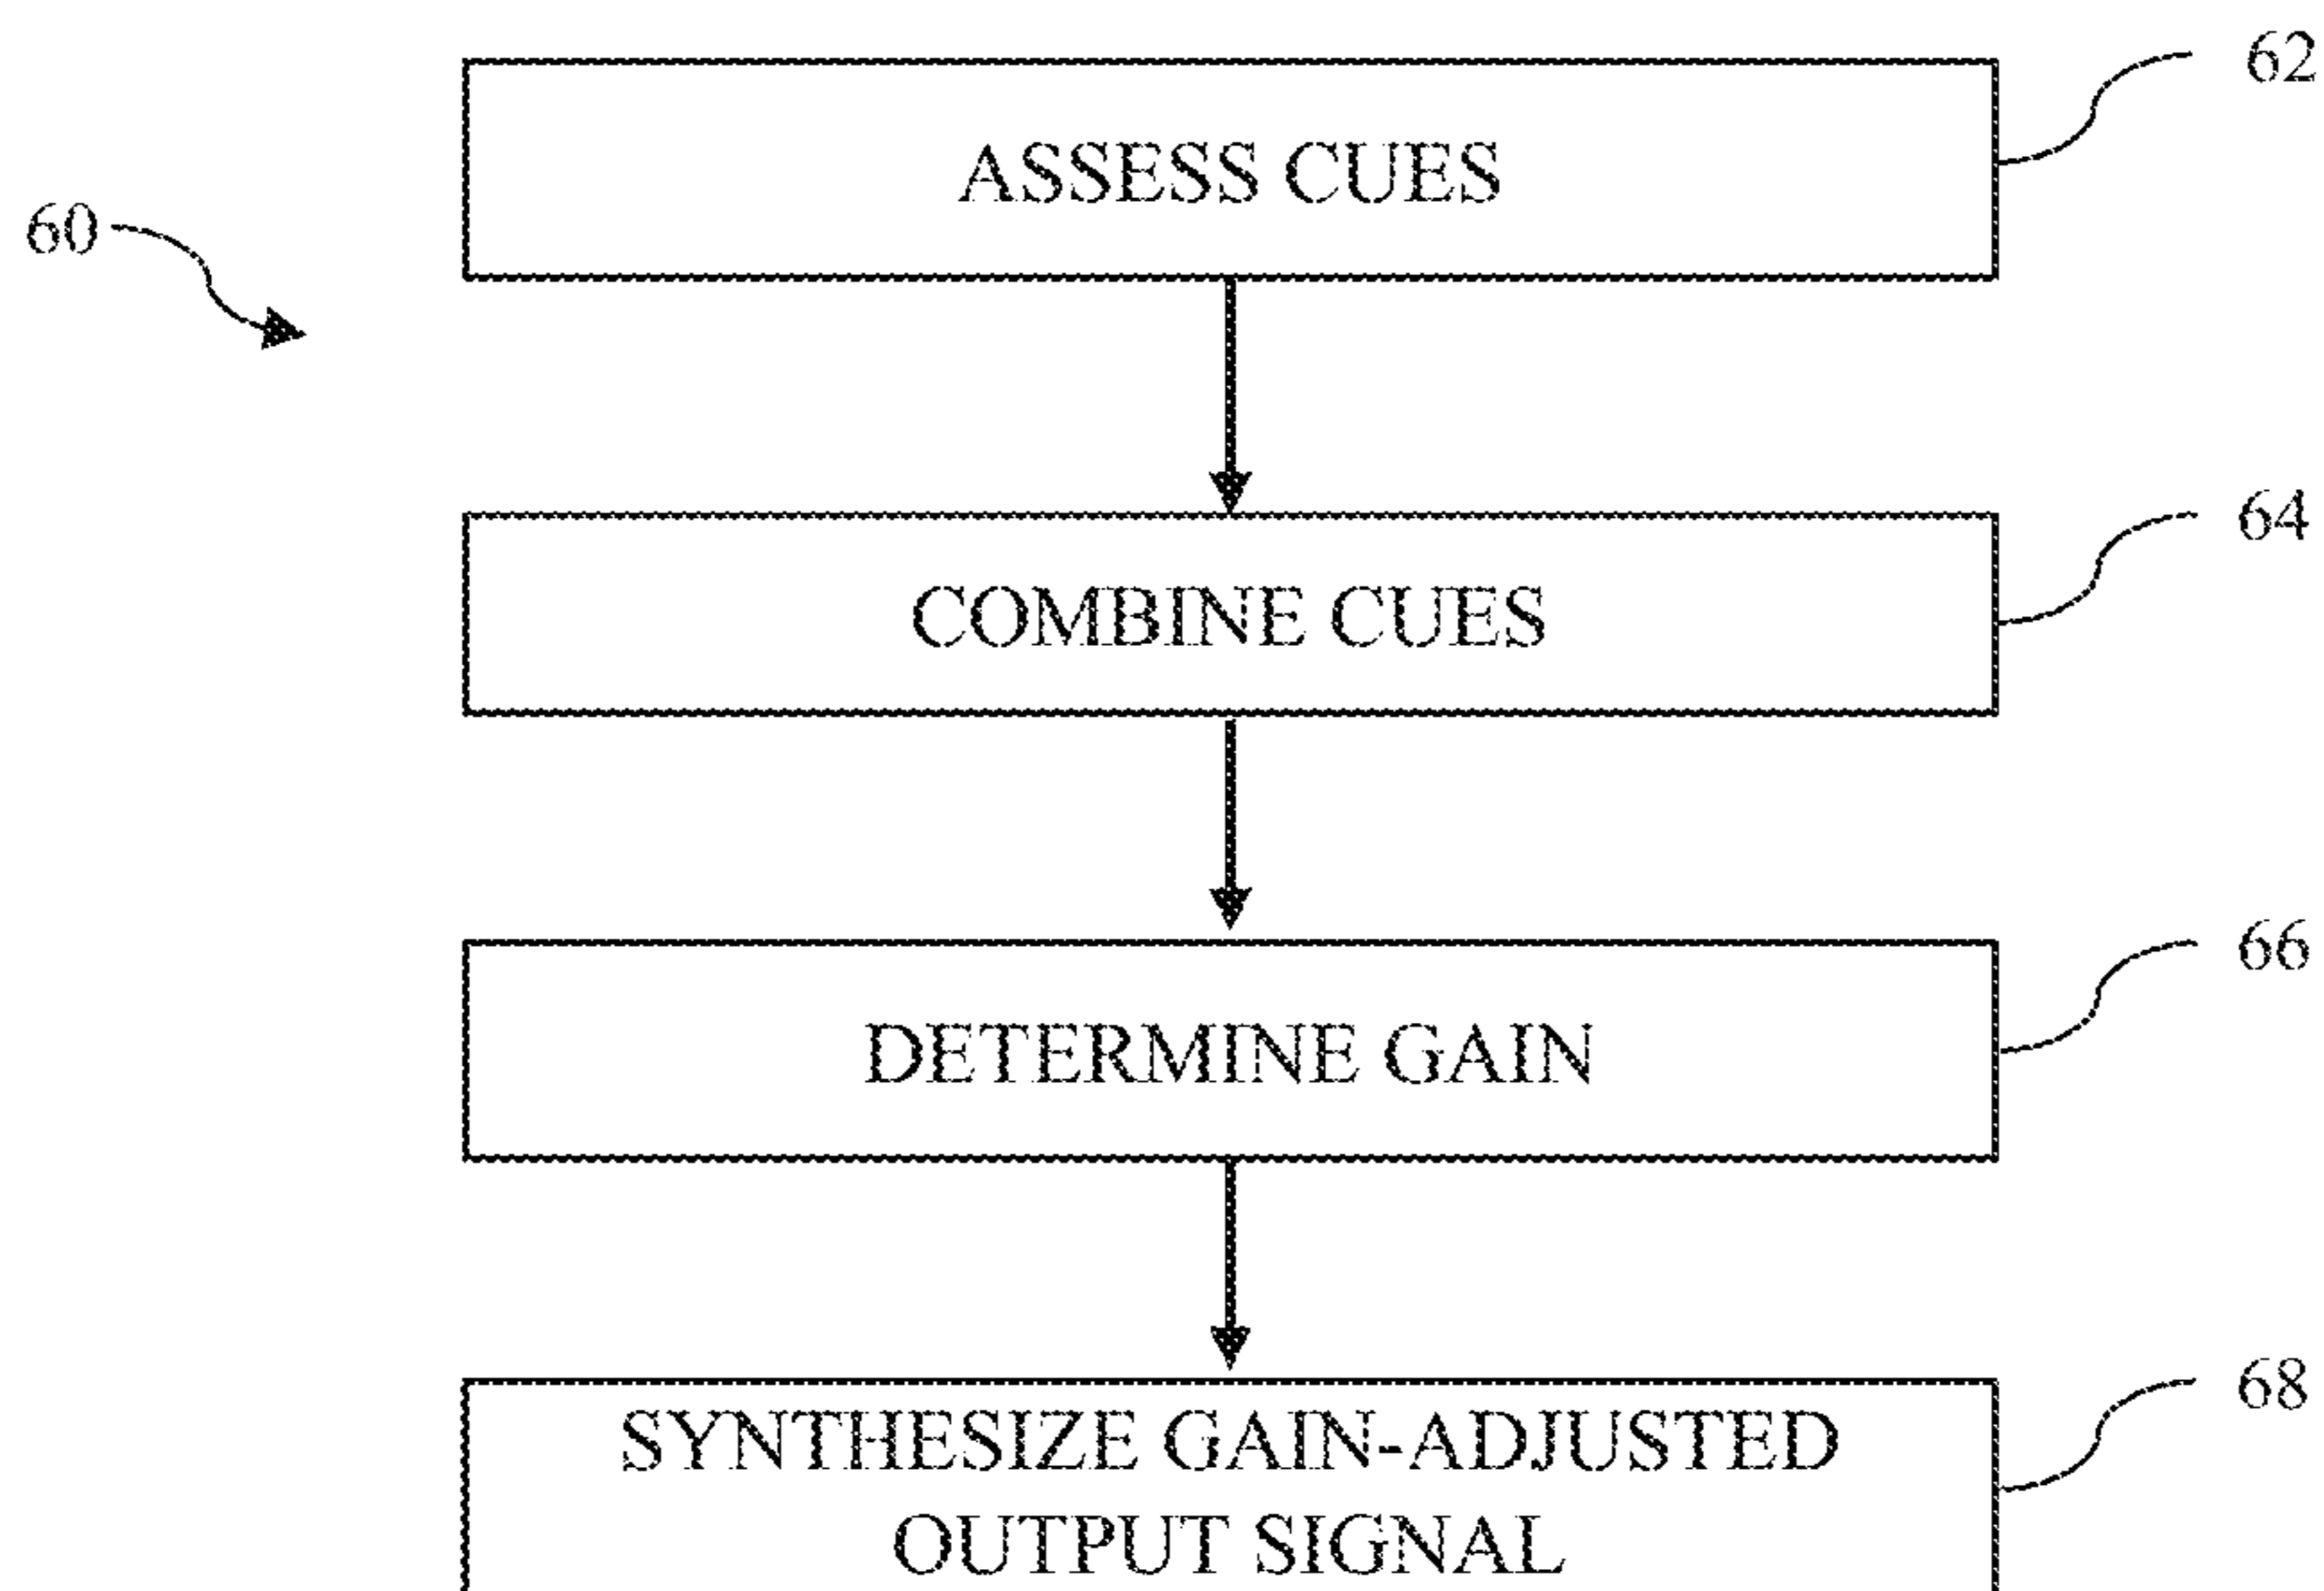 62
ASSESS CUES
60
64
COMBINE CUES
66
DETERMINE GAIN
68
SYNTHESIZE GAIN-ADJUSTED
OUTPUT SIGNAL